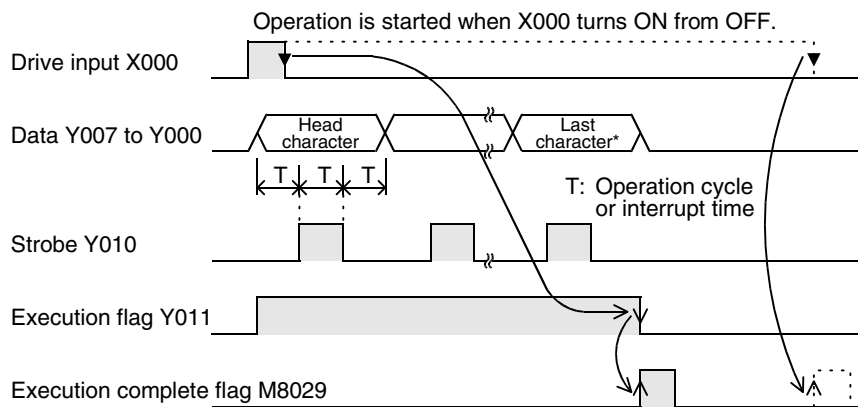 Operation is started when X000 turns ON from OFF.
Drive input X000
Data Y007 to Y000
Head
character
Last
character*
T
T
T
T: Operation cycle
or interrupt time
Strobe Y010
Execution flag Y011
Execution complete flag M8029